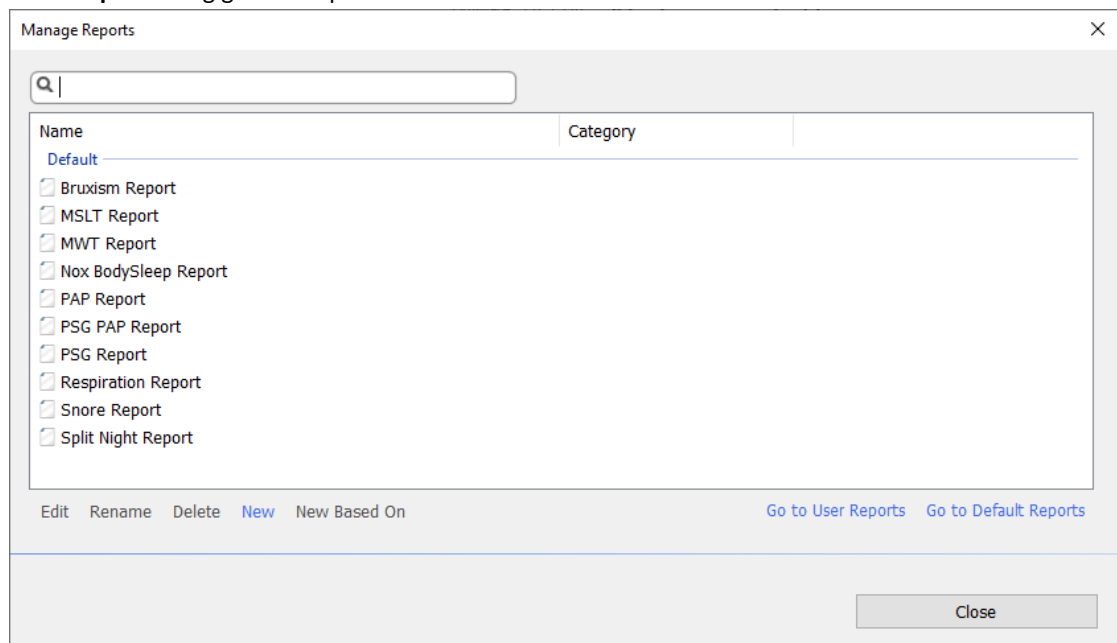 Manage Reports
Name Category
Default
Bruxism Report
MSLT Report
MWT Report
Nox BodySleep Report
PAP Report
PSG PAP Report
PSG Report
Respiration Report
Snore Report
Split Night Report
Edit Rename Delete New New Based On Go to User Reports Go to Default Reports
Close